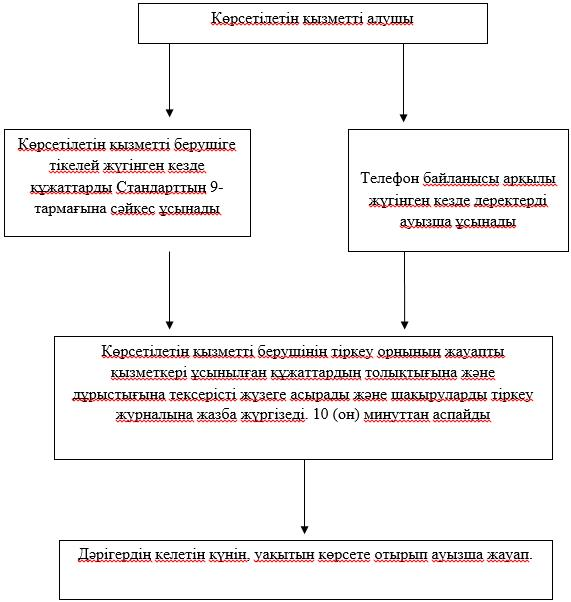 Көрсетілетін қызметті алушы
Көрсетілетін қызметті берушіге
тікелей жүгінген кезде
құжаттарды Стандарттың 9-
тармағына сәйкес ұсынады
Телефон байланысы арқылы
жүгінген кезде деректерді
ауызша ұсынады
Көрсетілетін қызметті берушінің тіркеу орнының жауапты
қызметкері ұсынылған құжаттардың толықтығына және
дұрыстығына тексерісті жүзеге асырады және шақыруларды тіркеу
журналына жазба жүргізеді. 10 (он) минуттан аспайды
Дәрігердің келетін күнін, уақытын көрсете отырып ауызша жауап.